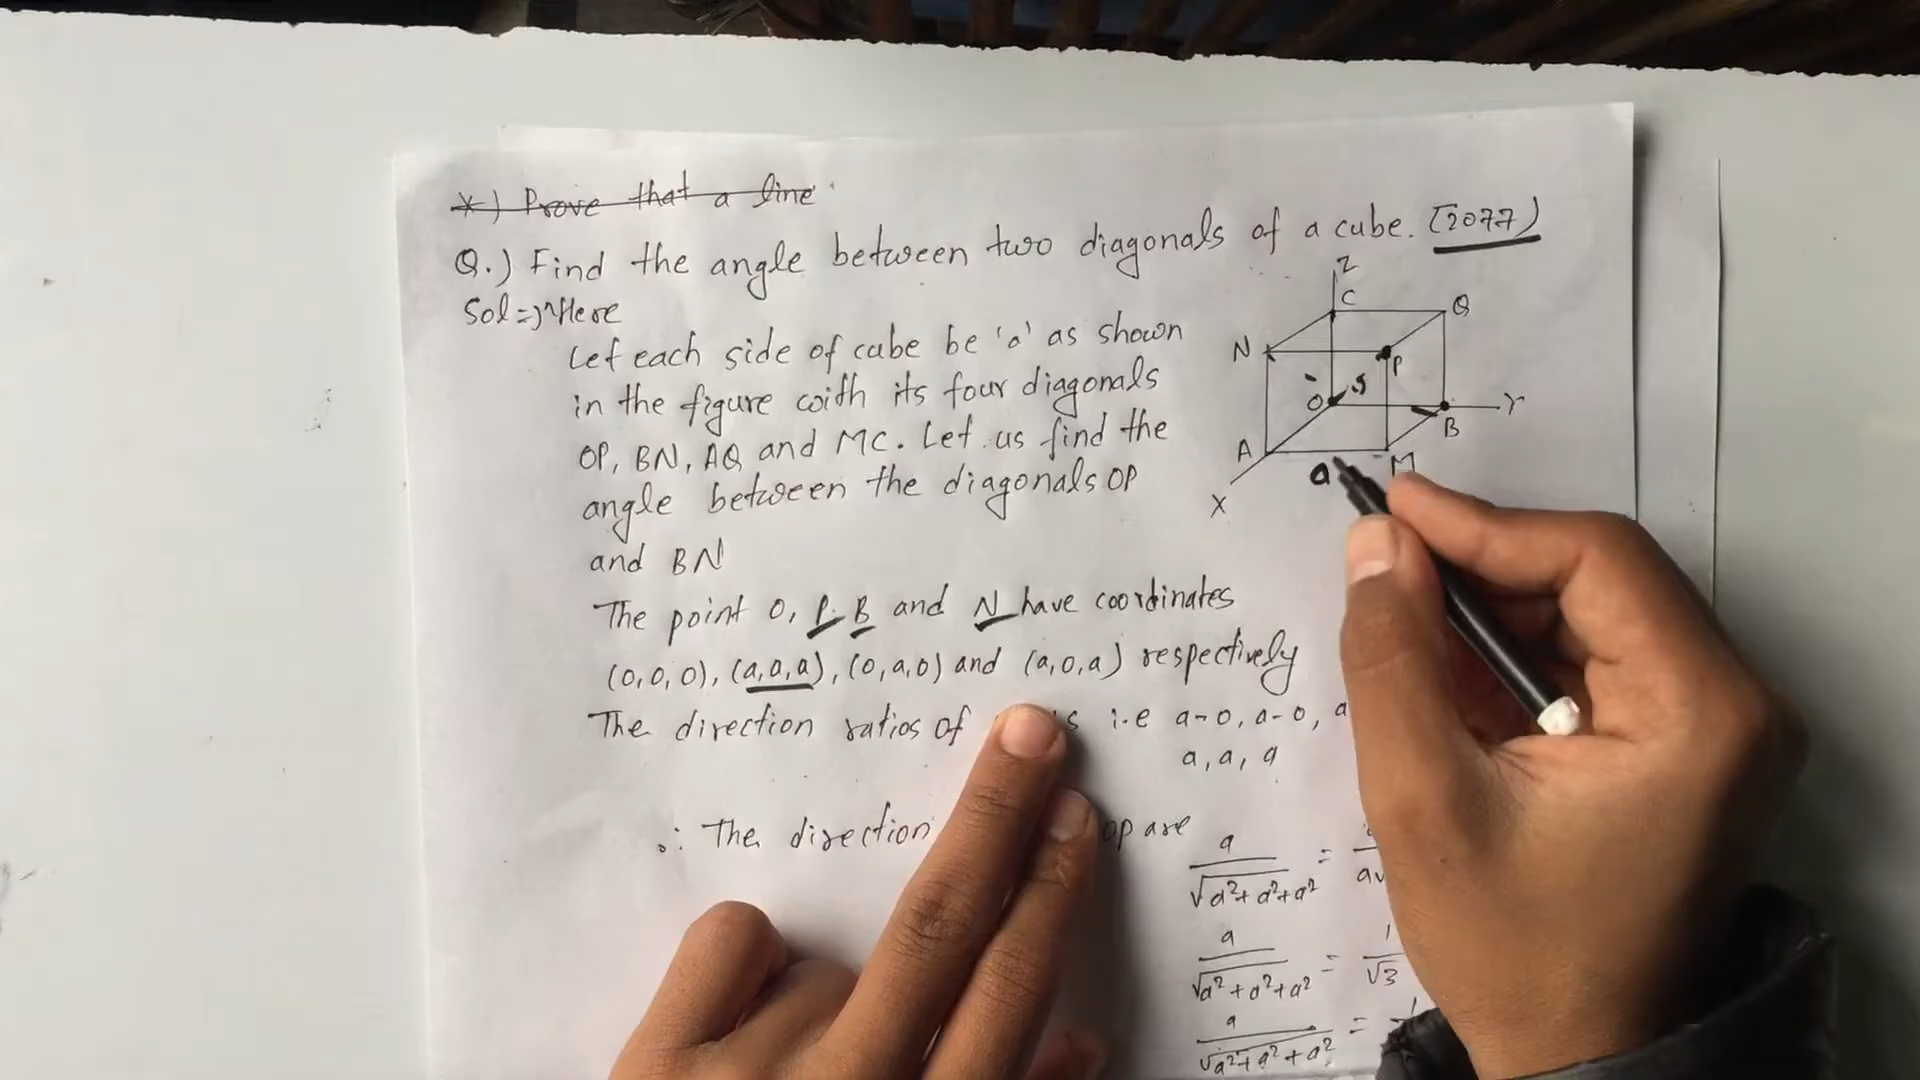 *) Prove that a line
Q.) Find the angle between two diagonals of a cube. [2077)
Sol=)n Here
Let each side of cube be 'a' as shown
in the figure with its four diagonals
OP, BN, AQ and MC. Let us find the
angle between the diagonals OP
and BN
The point O, P, B and N have coordinates
(0,0,0), (a,a,a), (0,a,0) and (a,0,a) respectively
The direction ratios of i.e a-0, a-0, a
a, a, a
∴ The direction OP are
a/√a²+a²+a² =
a/√a²+a²+a² = 1/√3
a/√a²+a²+a² =
Z
C
Q
N
P
O
Y
B
A
M
a
X